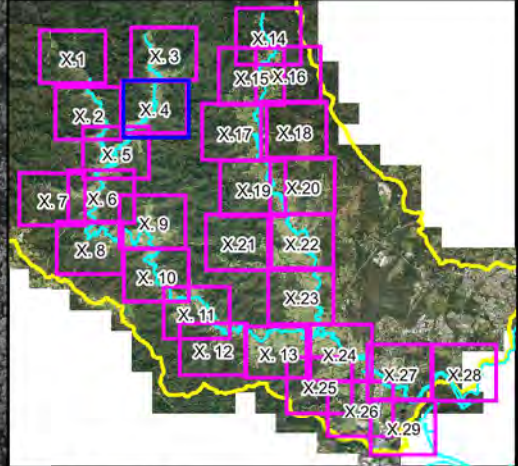 X.14
X.1
X. 3
X.15
X.16
X. 2
X. 4
X.17
X.18
X. 5
X. 7
X. 6
X.19
X.20
X. 9
X. 8
X.21
X.22
X. 10
X.23
X. 11
X. 12
X. 13
X.24
X.27
X.28
X.25
X.26
X.29